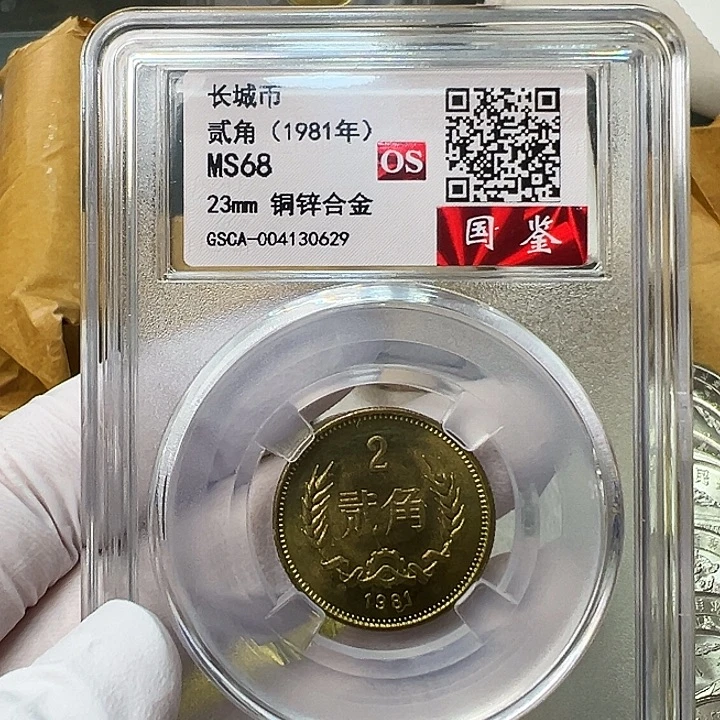 长城币
贰角（1981年）
MS68
OS
23mm 铜锌合金
GSCA-004130629
国鉴
2
贰角
1981